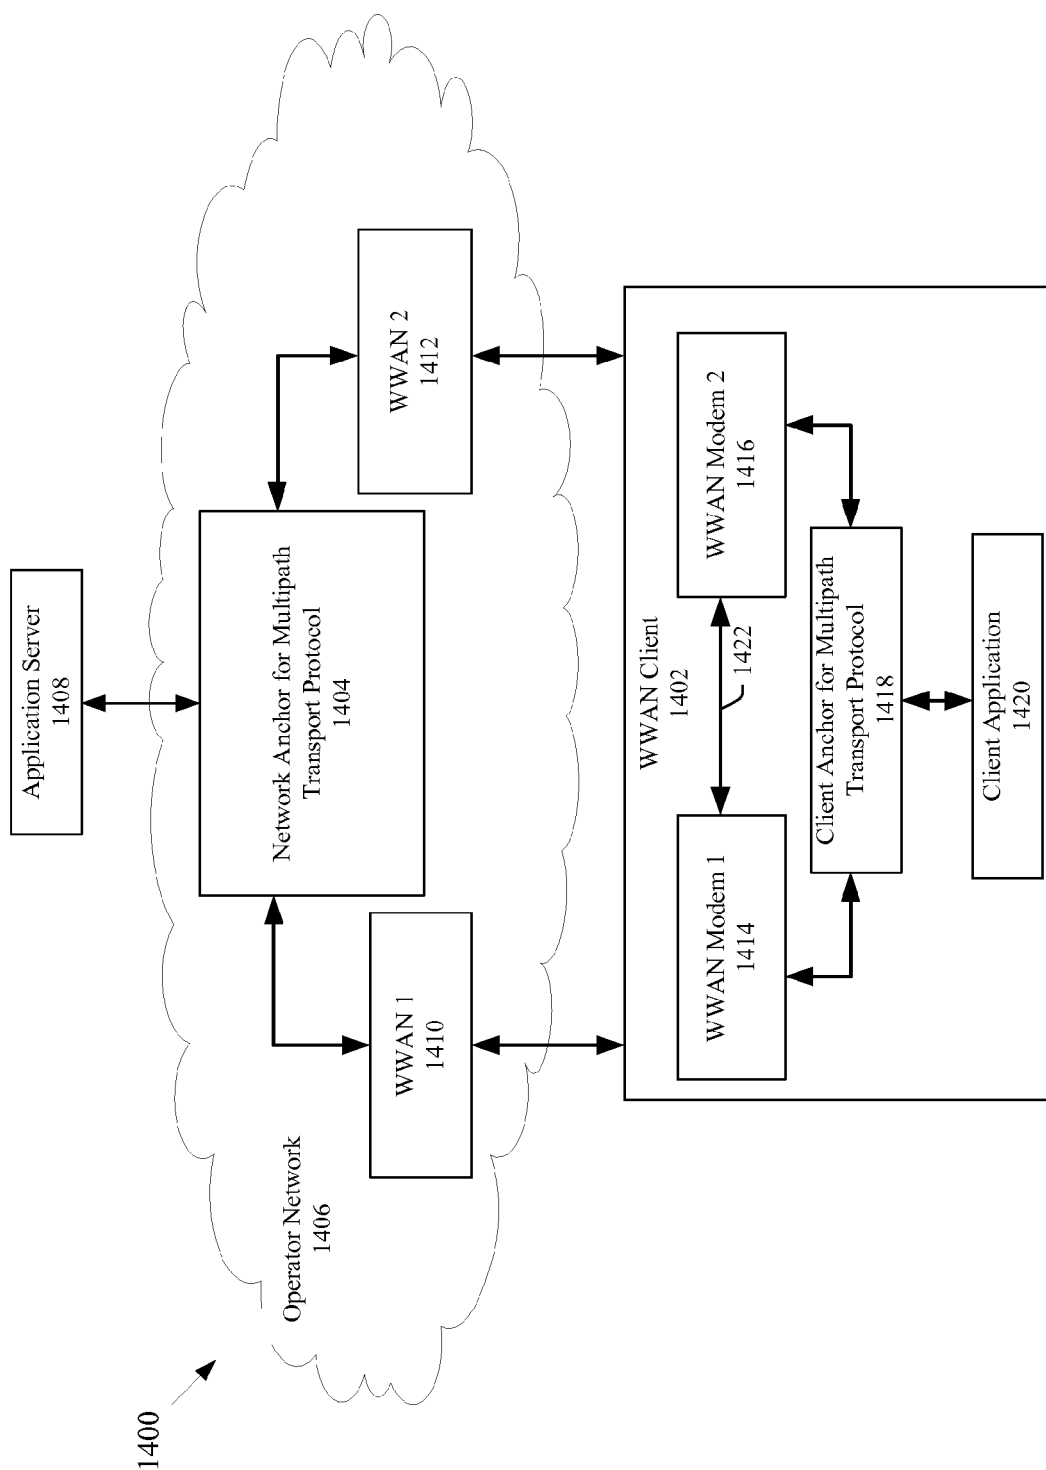 1400
Operator Network
1406
Application Server
1408
Network Anchor for Multipath
Transport Protocol
1404
WWAN 1
1410
WWAN 2
1412
WWAN Client
1402
1422
WWAN Modem 1
1414
WWAN Modem 2
1416
Client Anchor for Multipath
Transport Protocol
1418
Client Application
1420